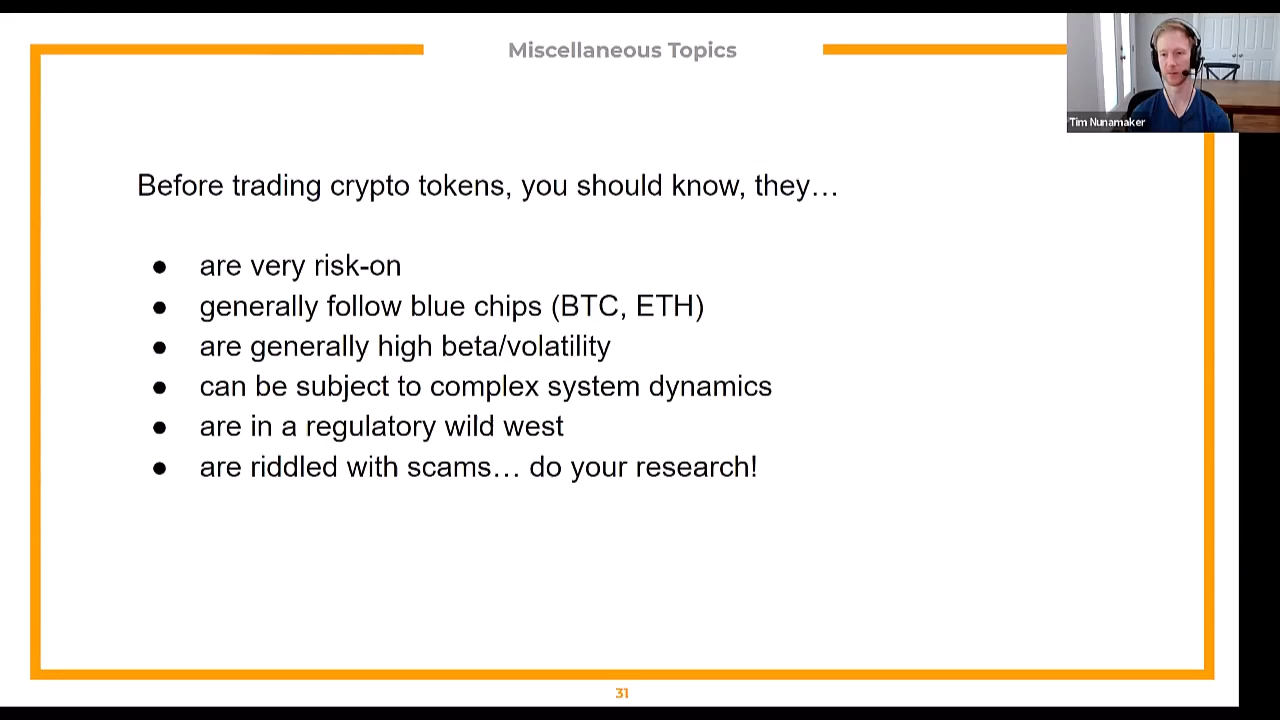 Miscellaneous Topics
Tim Nunamaker
Before trading crypto tokens, you should know, they…
● are very risk-on
● generally follow blue chips (BTC, ETH)
● are generally high beta/volatility
● can be subject to complex system dynamics
● are in a regulatory wild west
● are riddled with scams… do your research!
31